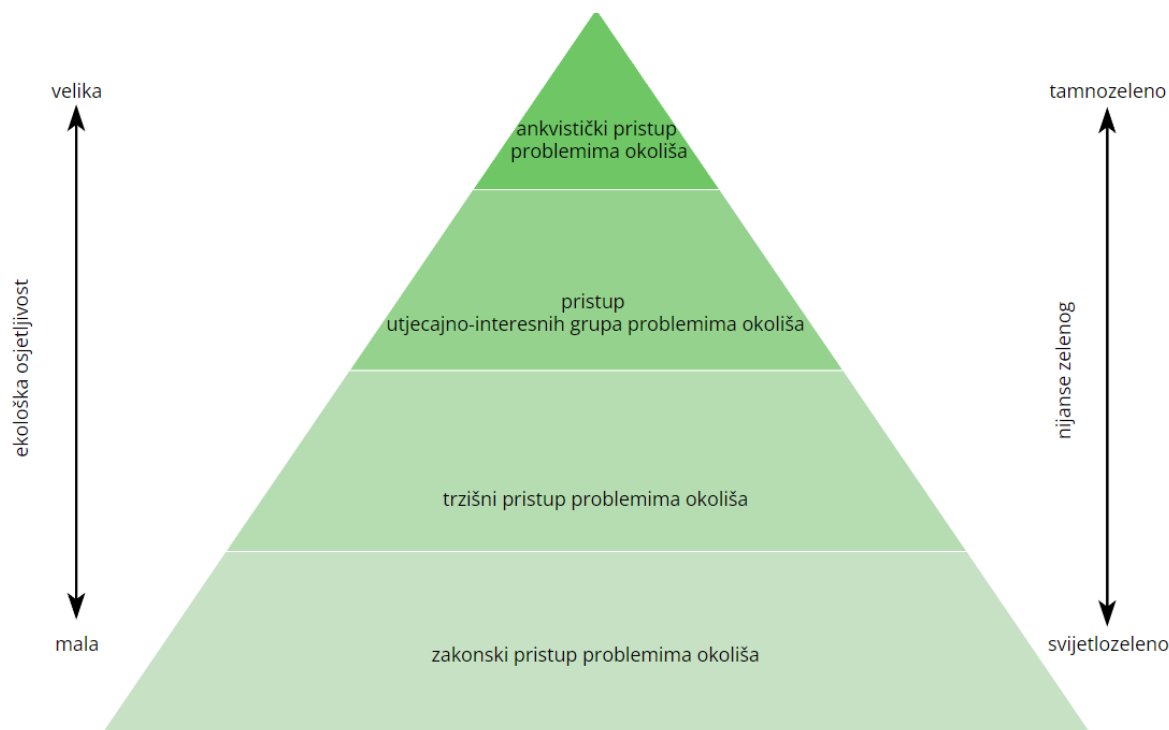 velika
tamnozeleno
ankvistički pristup
problemima okoliša
pristup
utjecajno-interesnih grupa problemima okoliša
ekološka osjetljivost
nijanse zelenog
trzišni pristup problemima okoliša
mala
svijetlozeleno
zakonski pristup problemima okoliša